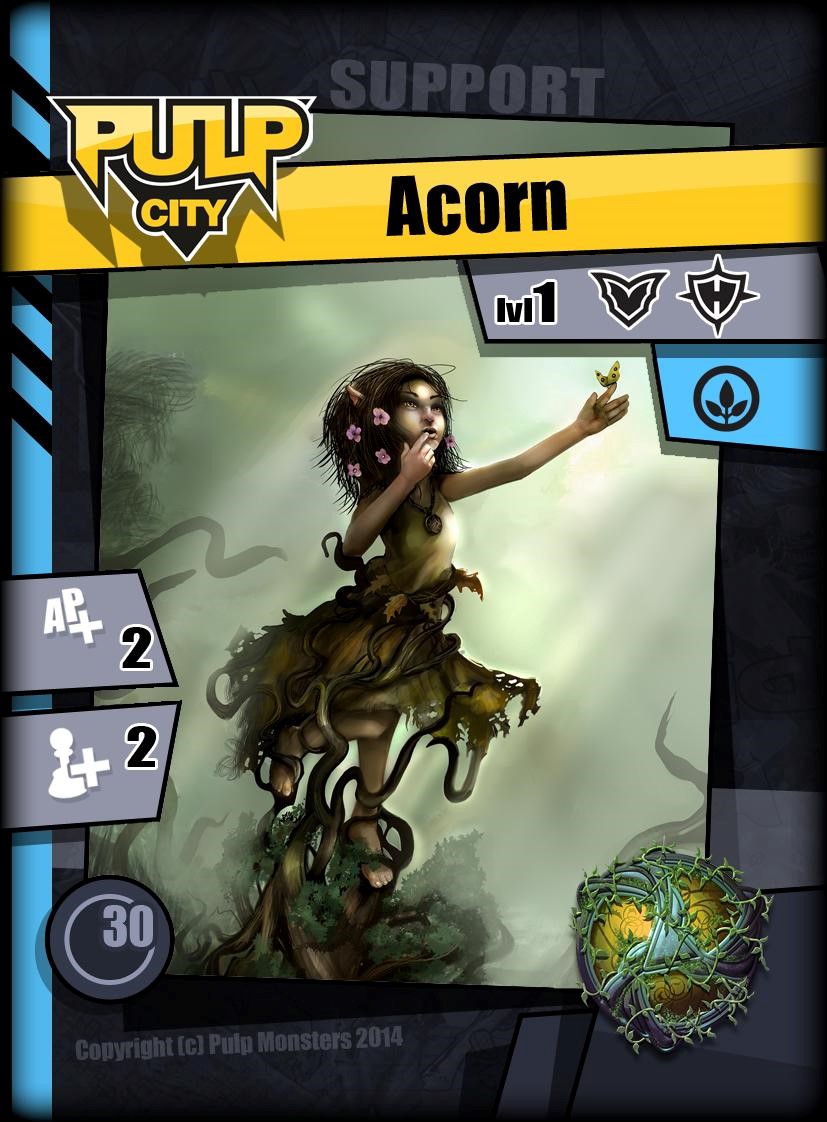 SUPPORT
PULP
CITY
Acorn
lvl1
H
AP+
2
+ 2
30
Copyright (c) Pulp Monsters 2014